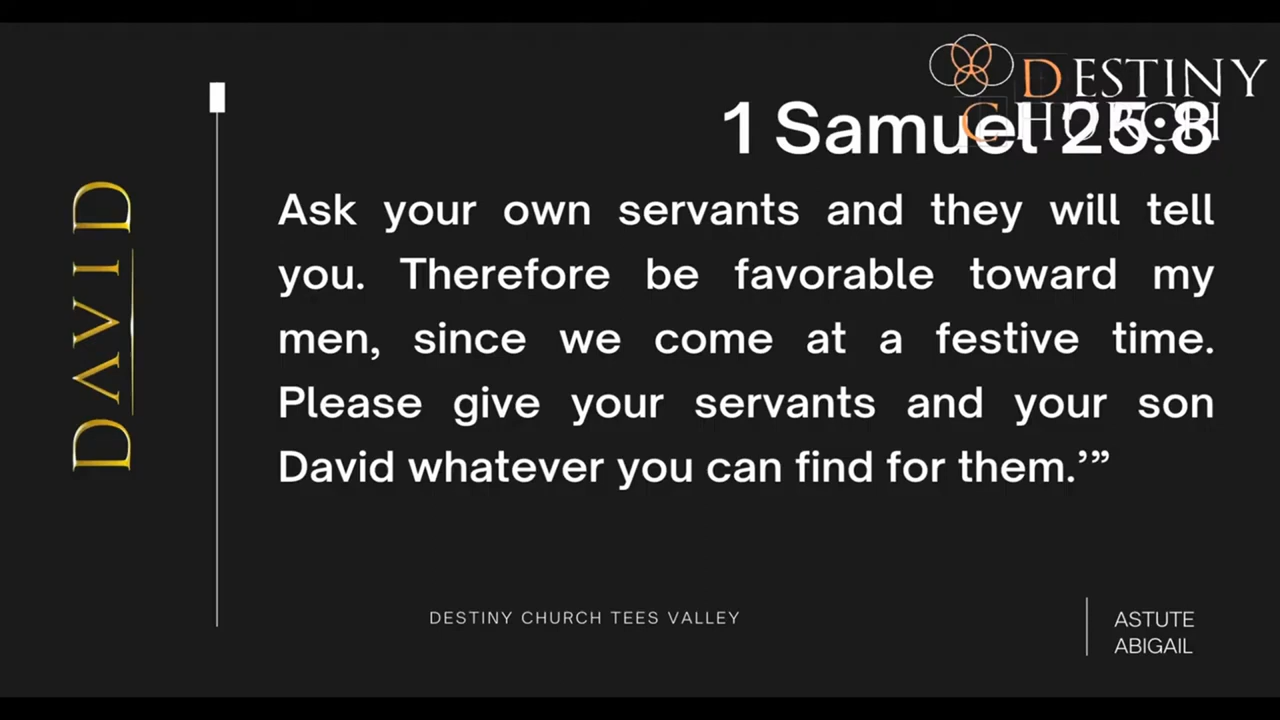 DESTINY
CHURCH
1 Samuel 25:8
DAVID
Ask your own servants and they will tell
you. Therefore be favorable toward my
men, since we come at a festive time.
Please give your servants and your son
David whatever you can find for them.’”
DESTINY CHURCH TEES VALLEY
ASTUTE
ABIGAIL